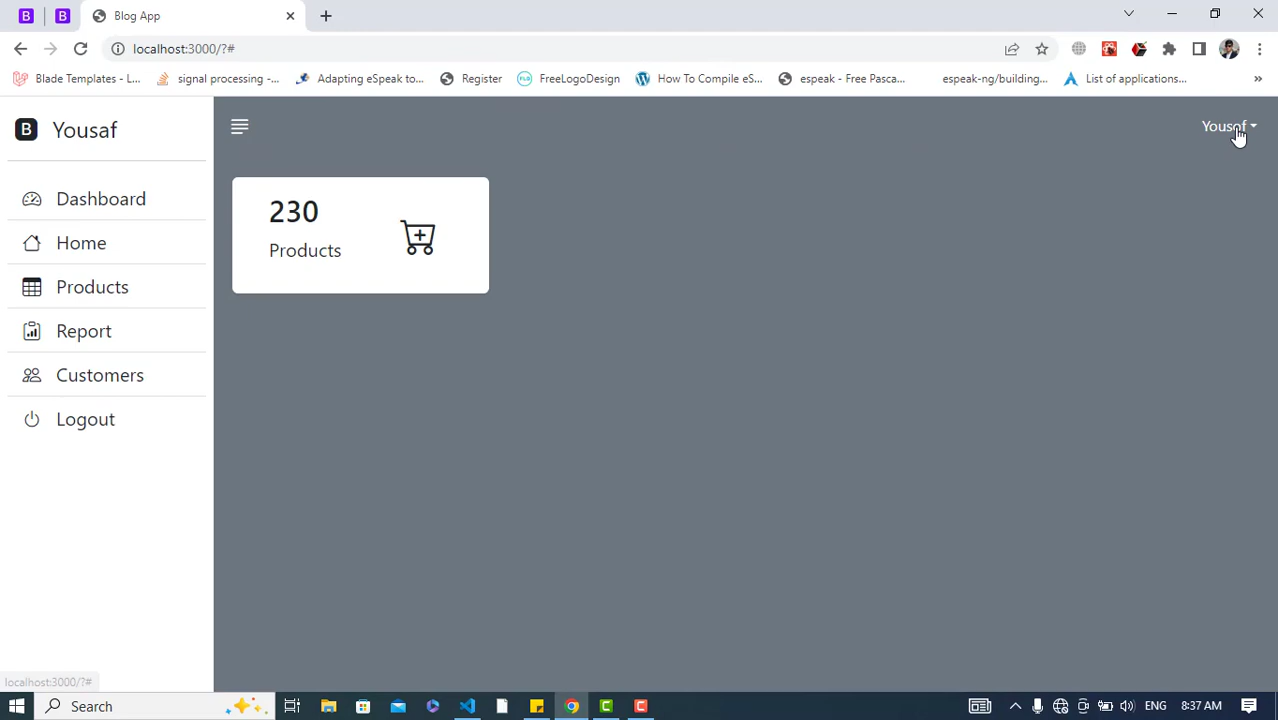 Blog App
localhost:3000/?#
Blade Templates - L...
signal processing -...
Adapting eSpeak to...
Register
FLD
FreeLogoDesign
How To Compile eS...
espeak - Free Pasca...
espeak-ng/building...
List of applications...
»
B Yousaf
Yousof
Dashboard
Home
Products
Report
Customers
Logout
230
Products
localhost:3000/?#
Search
ENG
8:37 AM